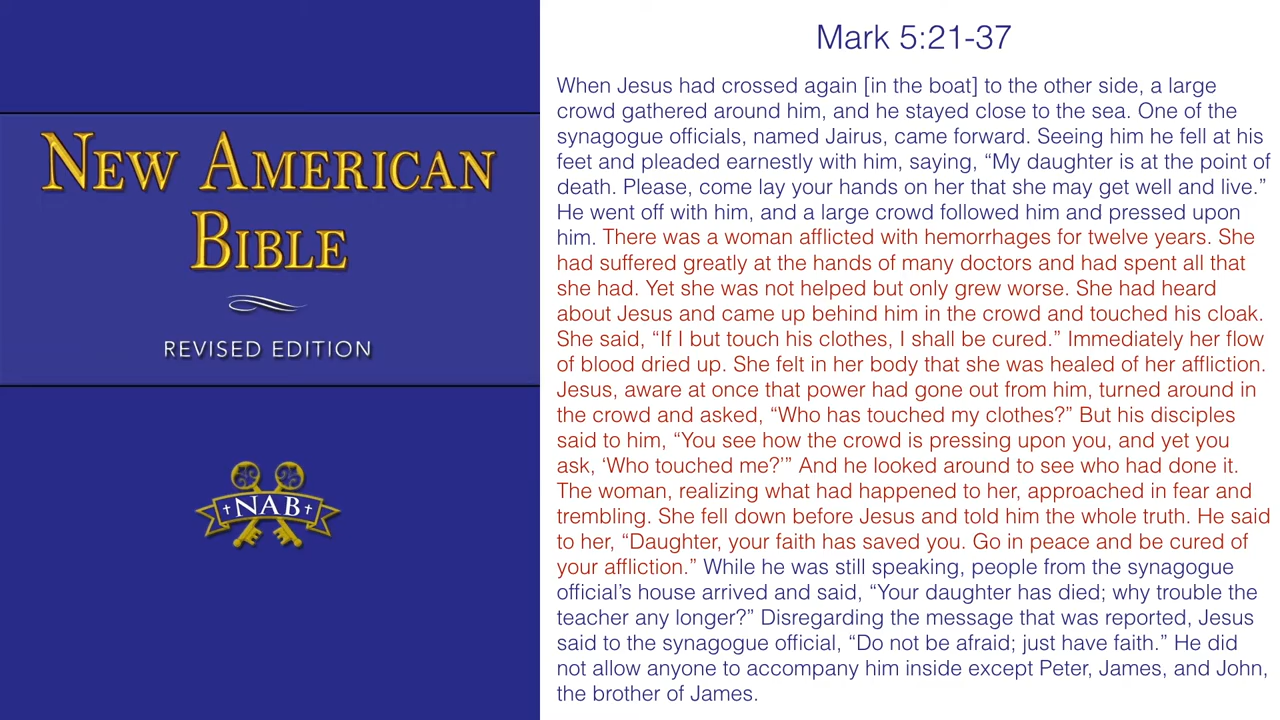 NEW AMERICAN
BIBLE
REVISED EDITION
NAB
Mark 5:21-37
When Jesus had crossed again [in the boat] to the other side, a large
crowd gathered around him, and he stayed close to the sea. One of the
synagogue officials, named Jairus, came forward. Seeing him he fell at his
feet and pleaded earnestly with him, saying, “My daughter is at the point of
death. Please, come lay your hands on her that she may get well and live.”
He went off with him, and a large crowd followed him and pressed upon
him. There was a woman afflicted with hemorrhages for twelve years. She
had suffered greatly at the hands of many doctors and had spent all that
she had. Yet she was not helped but only grew worse. She had heard
about Jesus and came up behind him in the crowd and touched his cloak.
She said, “If I but touch his clothes, I shall be cured.” Immediately her flow
of blood dried up. She felt in her body that she was healed of her affliction.
Jesus, aware at once that power had gone out from him, turned around in
the crowd and asked, “Who has touched my clothes?” But his disciples
said to him, “You see how the crowd is pressing upon you, and yet you
ask, ‘Who touched me?’” And he looked around to see who had done it.
The woman, realizing what had happened to her, approached in fear and
trembling. She fell down before Jesus and told him the whole truth. He said
to her, “Daughter, your faith has saved you. Go in peace and be cured of
your affliction.” While he was still speaking, people from the synagogue
official’s house arrived and said, “Your daughter has died; why trouble the
teacher any longer?” Disregarding the message that was reported, Jesus
said to the synagogue official, “Do not be afraid; just have faith.” He did
not allow anyone to accompany him inside except Peter, James, and John,
the brother of James.